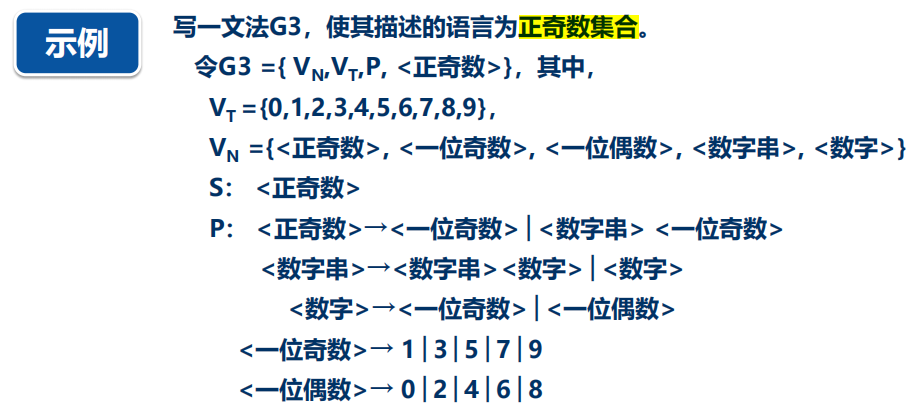 示例
写一文法G3，使其描述的语言为正奇数集合。
令G3 ={ VN,VT,P, <正奇数>}，其中，
VT ={0,1,2,3,4,5,6,7,8,9}，
VN ={<正奇数>, <一位奇数>, <一位偶数>, <数字串>, <数字>}
S： <正奇数>
P： <正奇数>→<一位奇数>|<数字串> <一位奇数>
<数字串>→<数字串><数字>|<数字>
<数字>→<一位奇数>|<一位偶数>
<一位奇数>→ 1|3|5|7|9
<一位偶数>→ 0|2|4|6|8